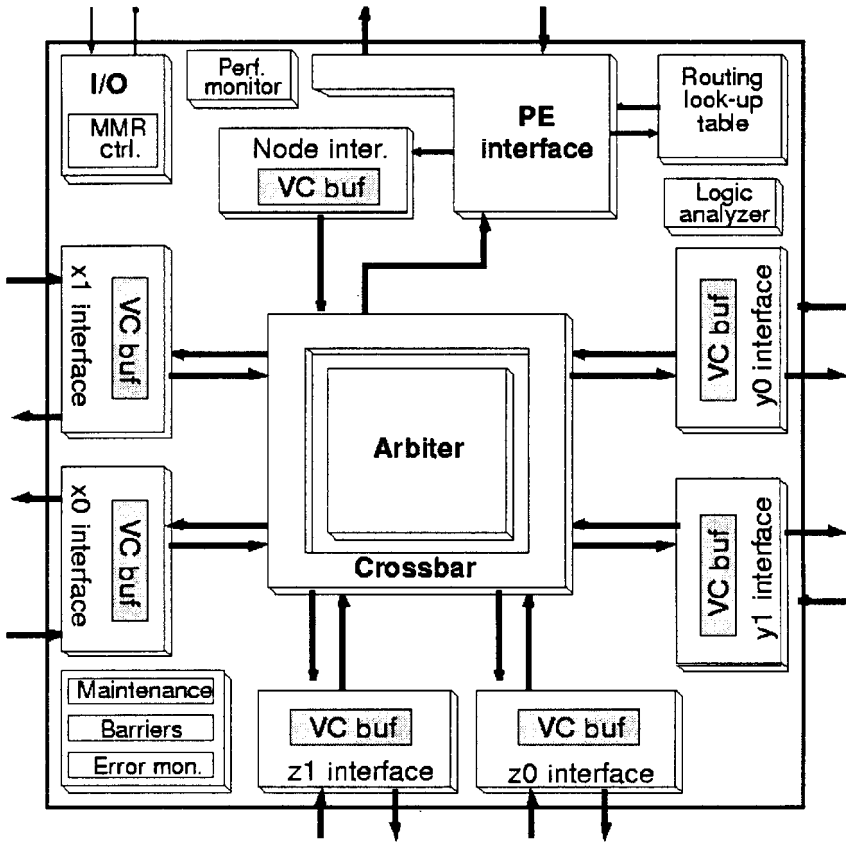 I/O
MMR
ctrl.
Perf.
monitor
PE
interface
Routing
look-up
table
Node inter.
VC buf
Logic
analyzer
x1 interface
VC buf
VC buf
y0 interface
Arbiter
Crossbar
x0 interface
VC buf
VC buf
y1 interface
Maintenance
Barriers
Error mon.
VC buf
z1 interface
VC buf
z0 interface